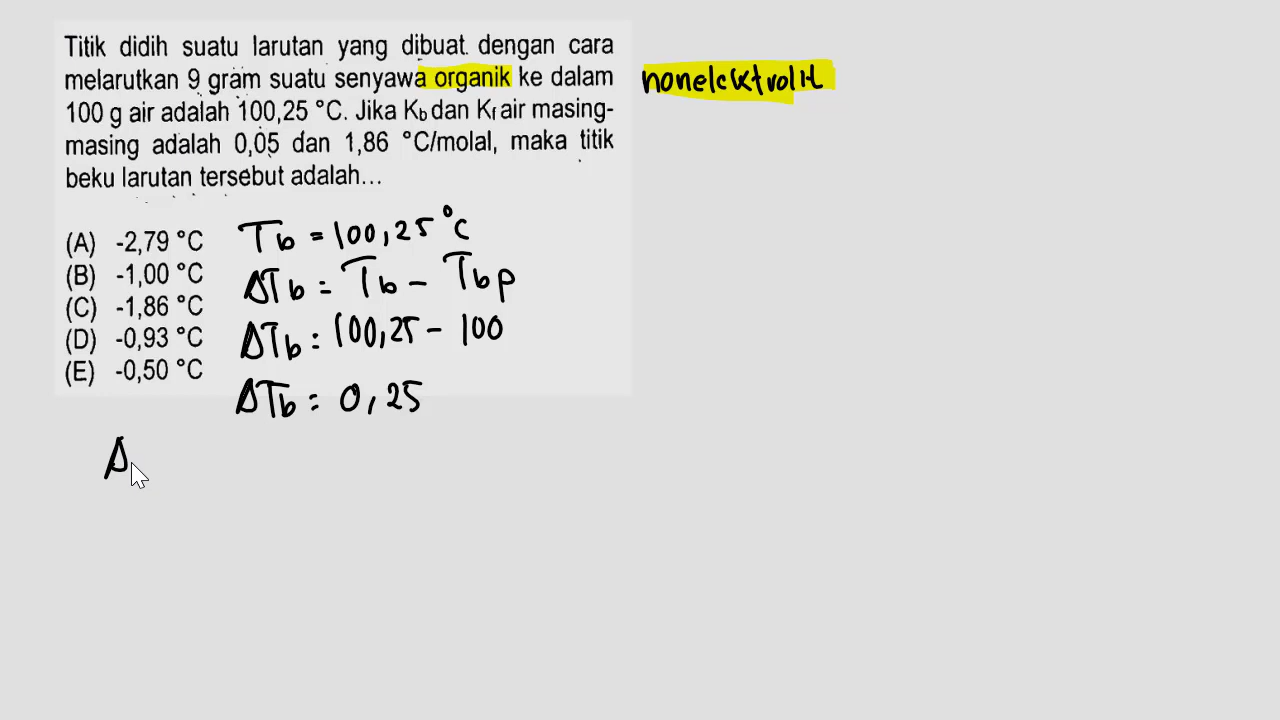 Titik didih suatu larutan yang dibuat dengan cara
melarutkan 9 gram suatu senyawa organik ke dalam
nonelektrolit
100 g air adalah 100,25 °C. Jika Kb dan Kf air masing-
masing adalah 0,05 dan 1,86 °C/molal, maka titik
beku larutan tersebut adalah...
(A) -2,79 °C
(B) -1,00 °C
(C) -1,86 °C
(D) -0,93 °C
(E) -0,50 °C
Tb = 100,25 °C
ΔTb = Tb - Tbp
ΔTb = 100,25 - 100
ΔTb = 0,25
Δ